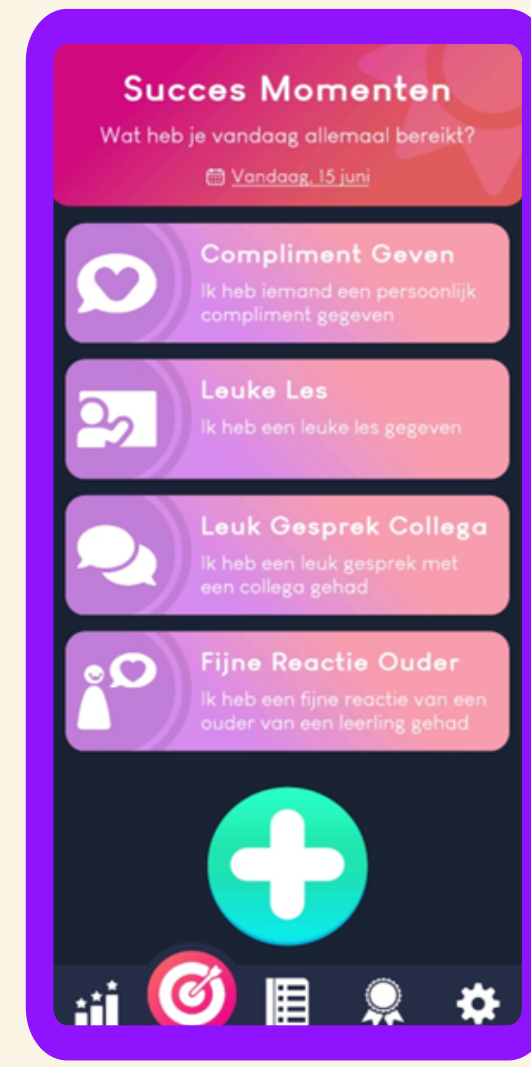 Succes Momenten
Wat heb je vandaag allemaal bereikt?
Vandaag, 15 juni
Compliment Geven
Ik heb iemand een persoonlijk
compliment gegeven
Leuke Les
Ik heb een leuke les gegeven
Leuk Gesprek Collega
Ik heb een leuk gesprek met
een collega gehad
Fijne Reactie Ouder
Ik heb een fijne reactie van een
ouder van een leerling gehad